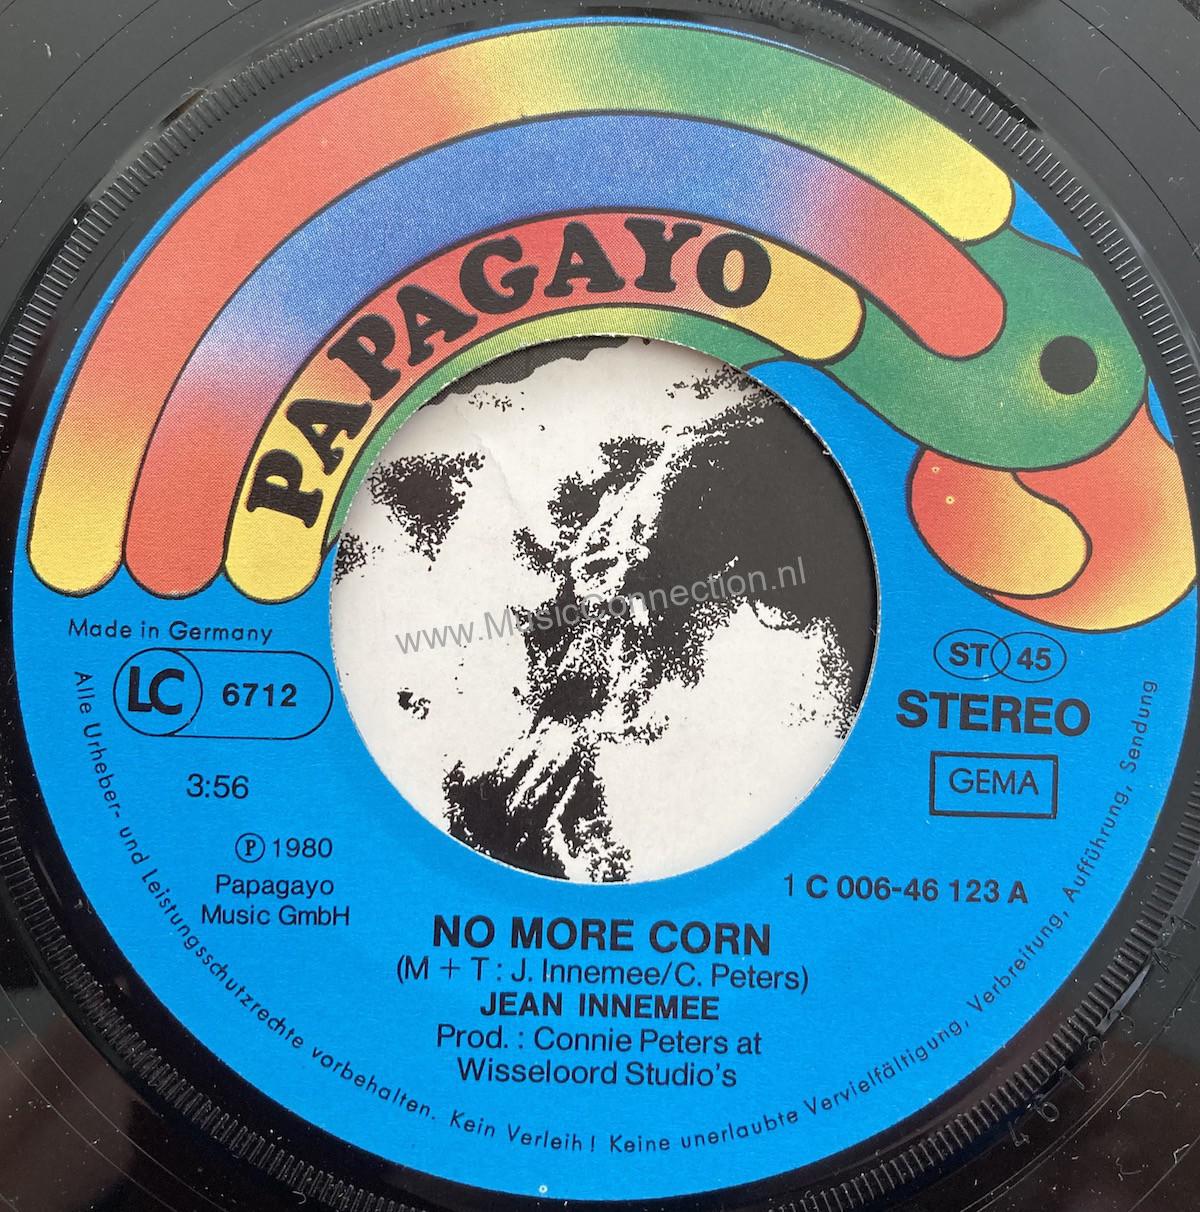 PAPAGAYO
www.MusicConnection.nl
Made in Germany
LC 6712
3:56
Ⓟ 1980
Papagayo
Music GmbH
ST 45
STEREO
GEMA
1 C 006-46 123 A
NO MORE CORN
(M + T : J. Innemee/C. Peters)
JEAN INNEMEE
Prod. : Connie Peters at
Wisseloord Studio's
Alle Urheber- und Leistungsschutzrechte vorbehalten. Kein Verleih! Keine unerlaubte Vervielfältigung, Verbreitung, Aufführung, Sendung